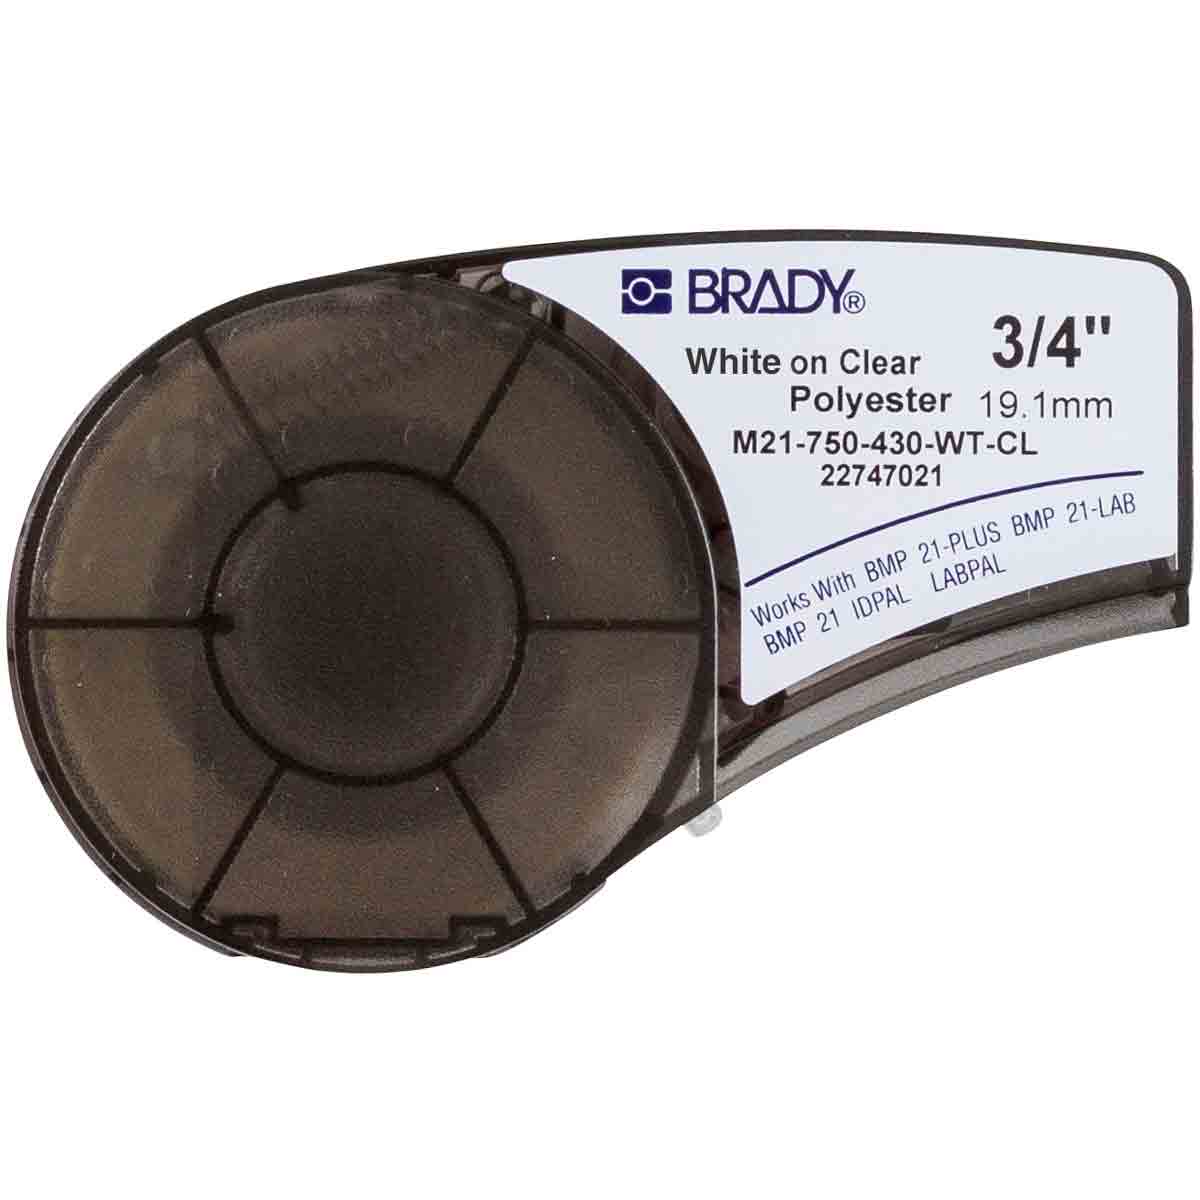 BRADY®
White on Clear
Polyester
3/4"
19.1mm
M21-750-430-WT-CL
22747021
Works With BMP 21-PLUS BMP 21-LAB
BMP 21 IDPAL LABPAL